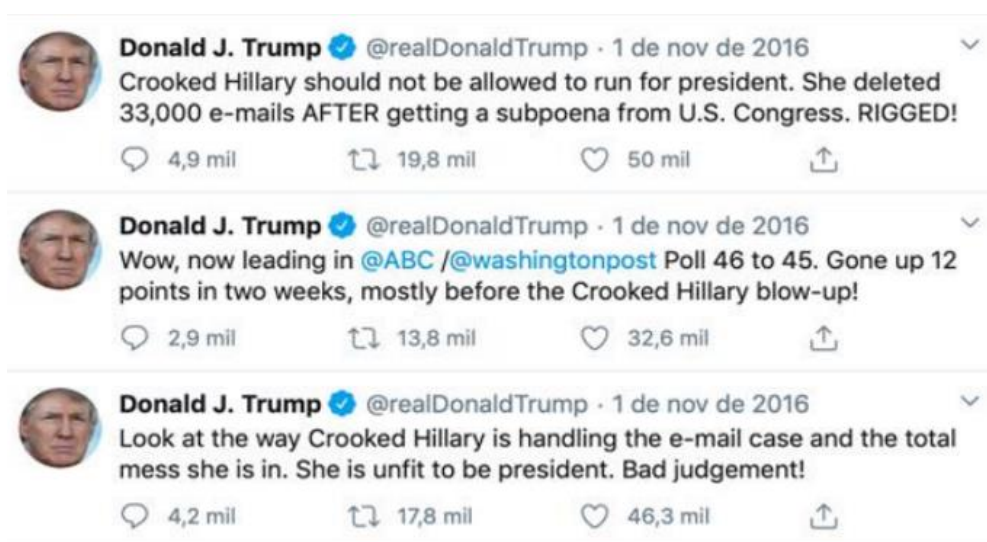 Donald J. Trump @realDonaldTrump · 1 de nov de 2016
Crooked Hillary should not be allowed to run for president. She deleted
33,000 e-mails AFTER getting a subpoena from U.S. Congress. RIGGED!
4,9 mil 19,8 mil 50 mil
Donald J. Trump @realDonaldTrump · 1 de nov de 2016
Wow, now leading in @ABC /@washingtonpost Poll 46 to 45. Gone up 12
points in two weeks, mostly before the Crooked Hillary blow-up!
2,9 mil 13,8 mil 32,6 mil
Donald J. Trump @realDonaldTrump · 1 de nov de 2016
Look at the way Crooked Hillary is handling the e-mail case and the total
mess she is in. She is unfit to be president. Bad judgement!
4,2 mil 17,8 mil 46,3 mil